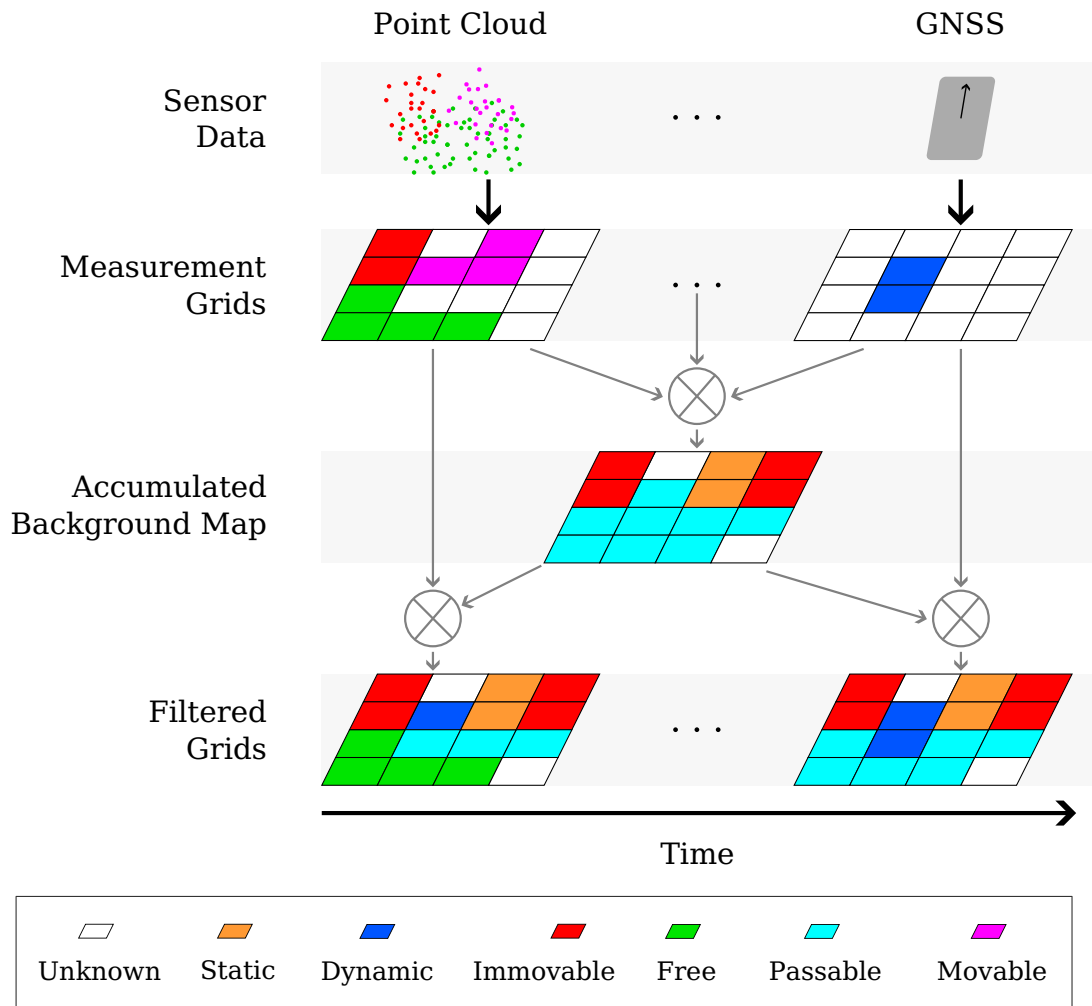 Point Cloud
GNSS
Sensor
Data
. . .
Measurement
Grids
. . .
Accumulated
Background Map
Filtered
Grids
. . .
Time
Unknown
Static
Dynamic
Immovable
Free
Passable
Movable